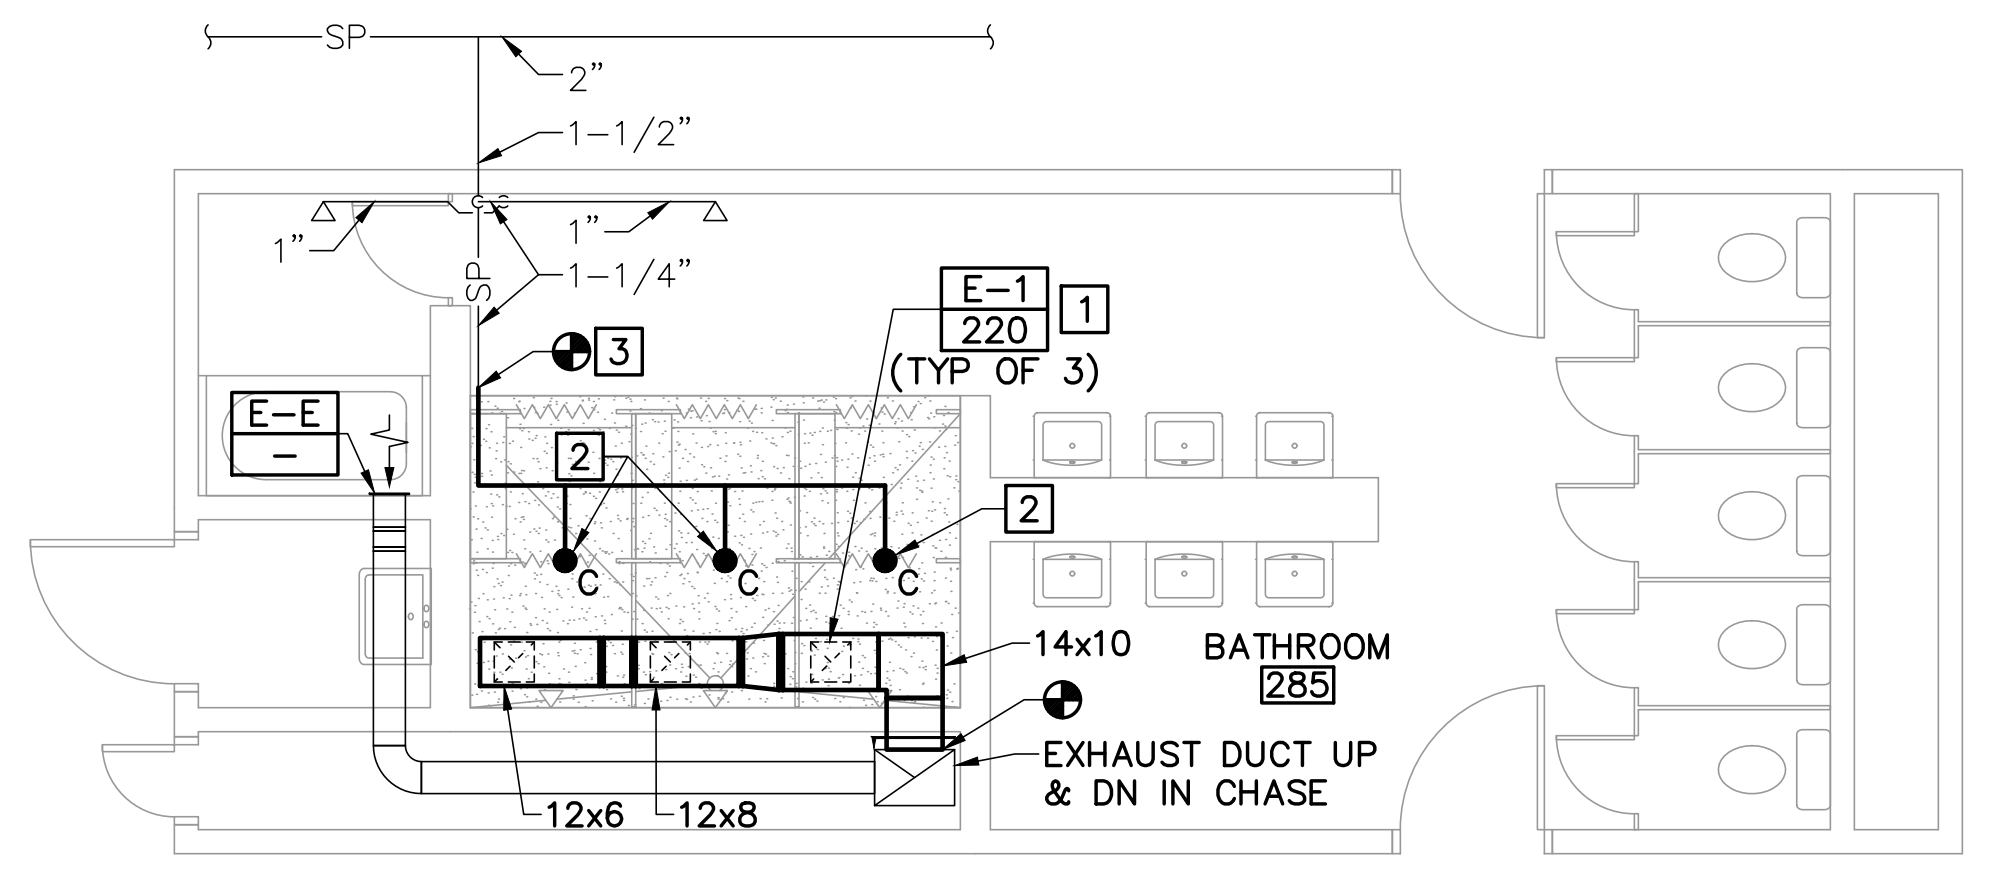 SP
2"
1-1/2"
1"
1"
1-1/4"
SP
E-1
220
1
(TYP OF 3)
3
E-E
-
2
2
C
C
C
14x10
BATHROOM
285
EXHAUST DUCT UP
& DN IN CHASE
12x6
12x8